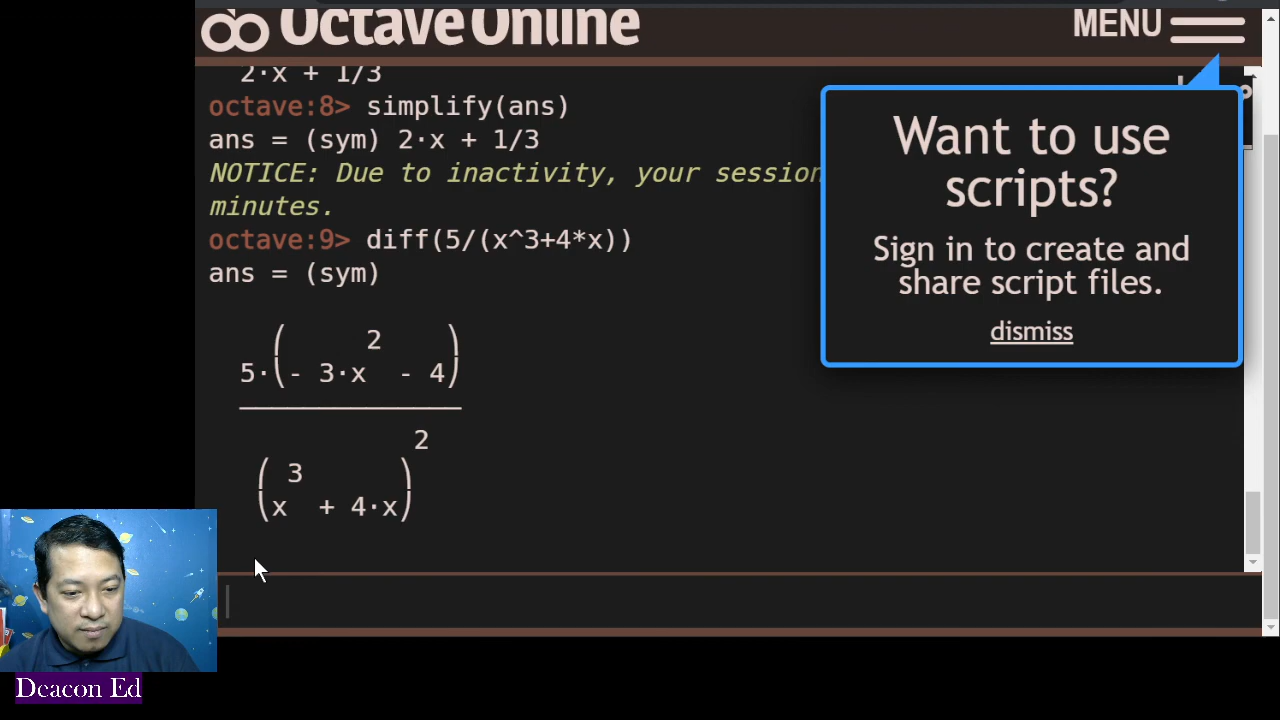 Octave Online
MENU
2·x + 1/3
octave:8> simplify(ans)
ans = (sym) 2·x + 1/3
NOTICE: Due to inactivity, your session
minutes.
octave:9> diff(5/(x^3+4*x))
ans = (sym)
2
5·(- 3·x - 4)
2
3
(x + 4·x)
Want to use
scripts?
Sign in to create and
share script files.
dismiss
Deacon Ed